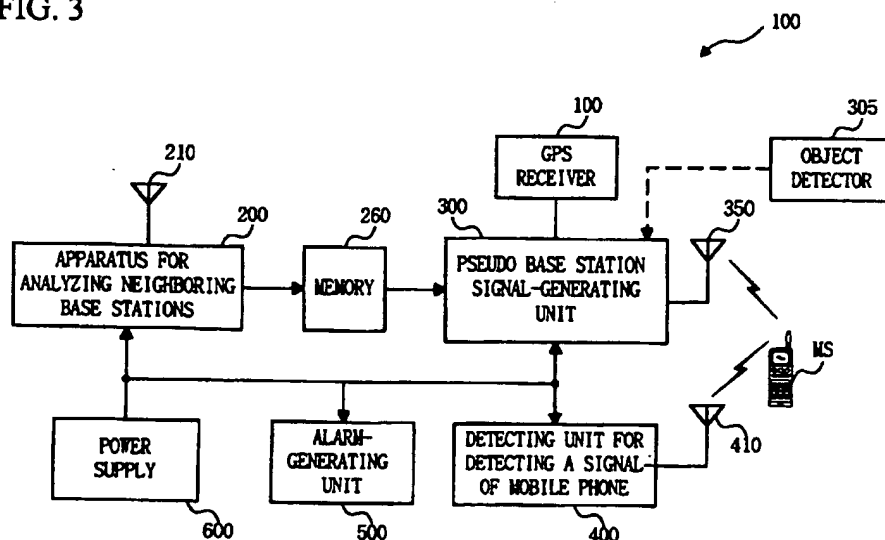 FIG. 3
100
100
GPS
RECEIVER
305
OBJECT
DETECTOR
210
200
APPARATUS FOR
ANALYZING NEIGHBORING
BASE STATIONS
260
MEMORY
300
PSEUDO BASE STATION
SIGNAL-GENERATING
UNIT
350
MS
POWER
SUPPLY
600
ALARM-
GENERATING
UNIT
500
DETECTING UNIT FOR
DETECTING A SIGNAL
OF MOBILE PHONE
400
410